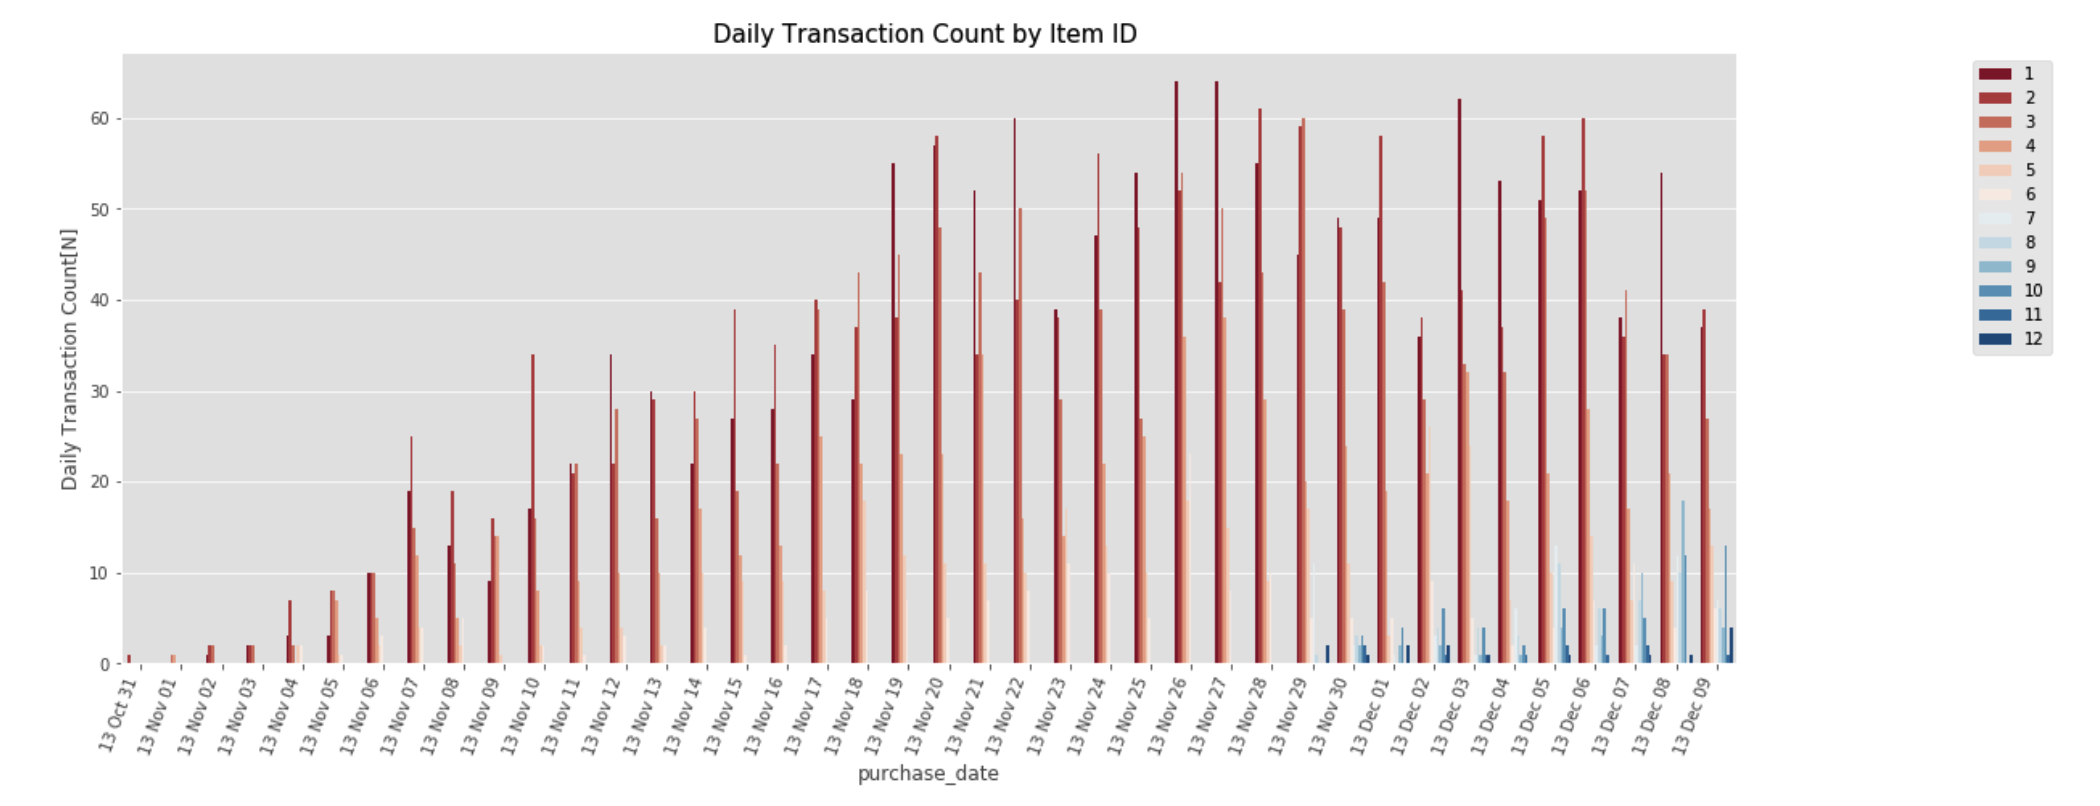 Daily Transaction Count by Item ID
Daily Transaction Count[N]
60
50
40
30
20
10
0
13 Oct 31
13 Nov 01
13 Nov 02
13 Nov 03
13 Nov 04
13 Nov 05
13 Nov 06
13 Nov 07
13 Nov 08
13 Nov 09
13 Nov 10
13 Nov 11
13 Nov 12
13 Nov 13
13 Nov 14
13 Nov 15
13 Nov 16
13 Nov 17
13 Nov 18
13 Nov 19
13 Nov 20
13 Nov 21
13 Nov 22
13 Nov 23
13 Nov 24
13 Nov 25
13 Nov 26
13 Nov 27
13 Nov 28
13 Nov 29
13 Nov 30
13 Dec 01
13 Dec 02
13 Dec 03
13 Dec 04
13 Dec 05
13 Dec 06
13 Dec 07
13 Dec 08
13 Dec 09
purchase_date
1
2
3
4
5
6
7
8
9
10
11
12